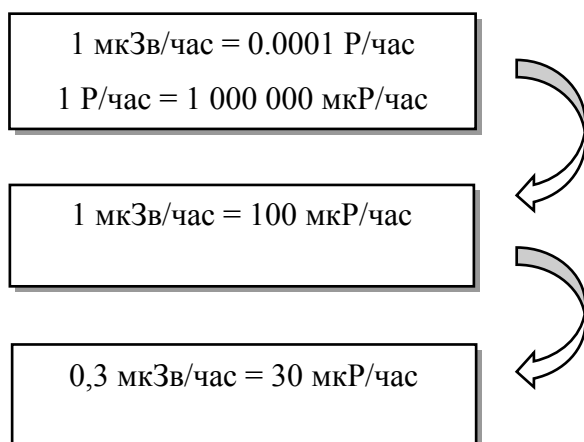 1 мкЗв/час = 0.0001 Р/час
1 Р/час = 1 000 000 мкР/час
1 мкЗв/час = 100 мкР/час
0,3 мкЗв/час = 30 мкР/час